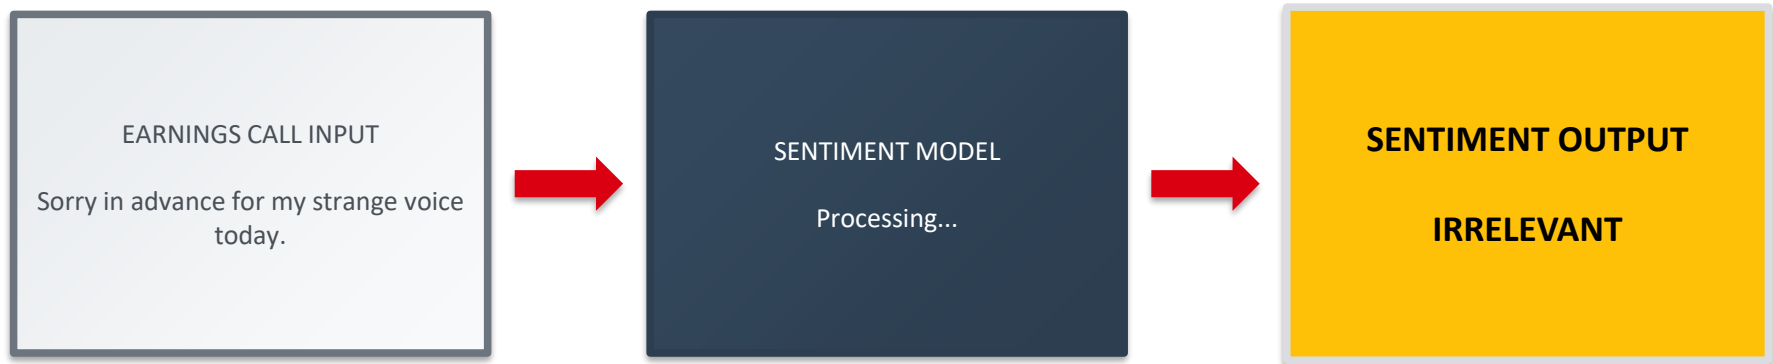 EARNINGS CALL INPUT
Sorry in advance for my strange voice
today.
SENTIMENT MODEL
Processing...
SENTIMENT OUTPUT
IRRELEVANT